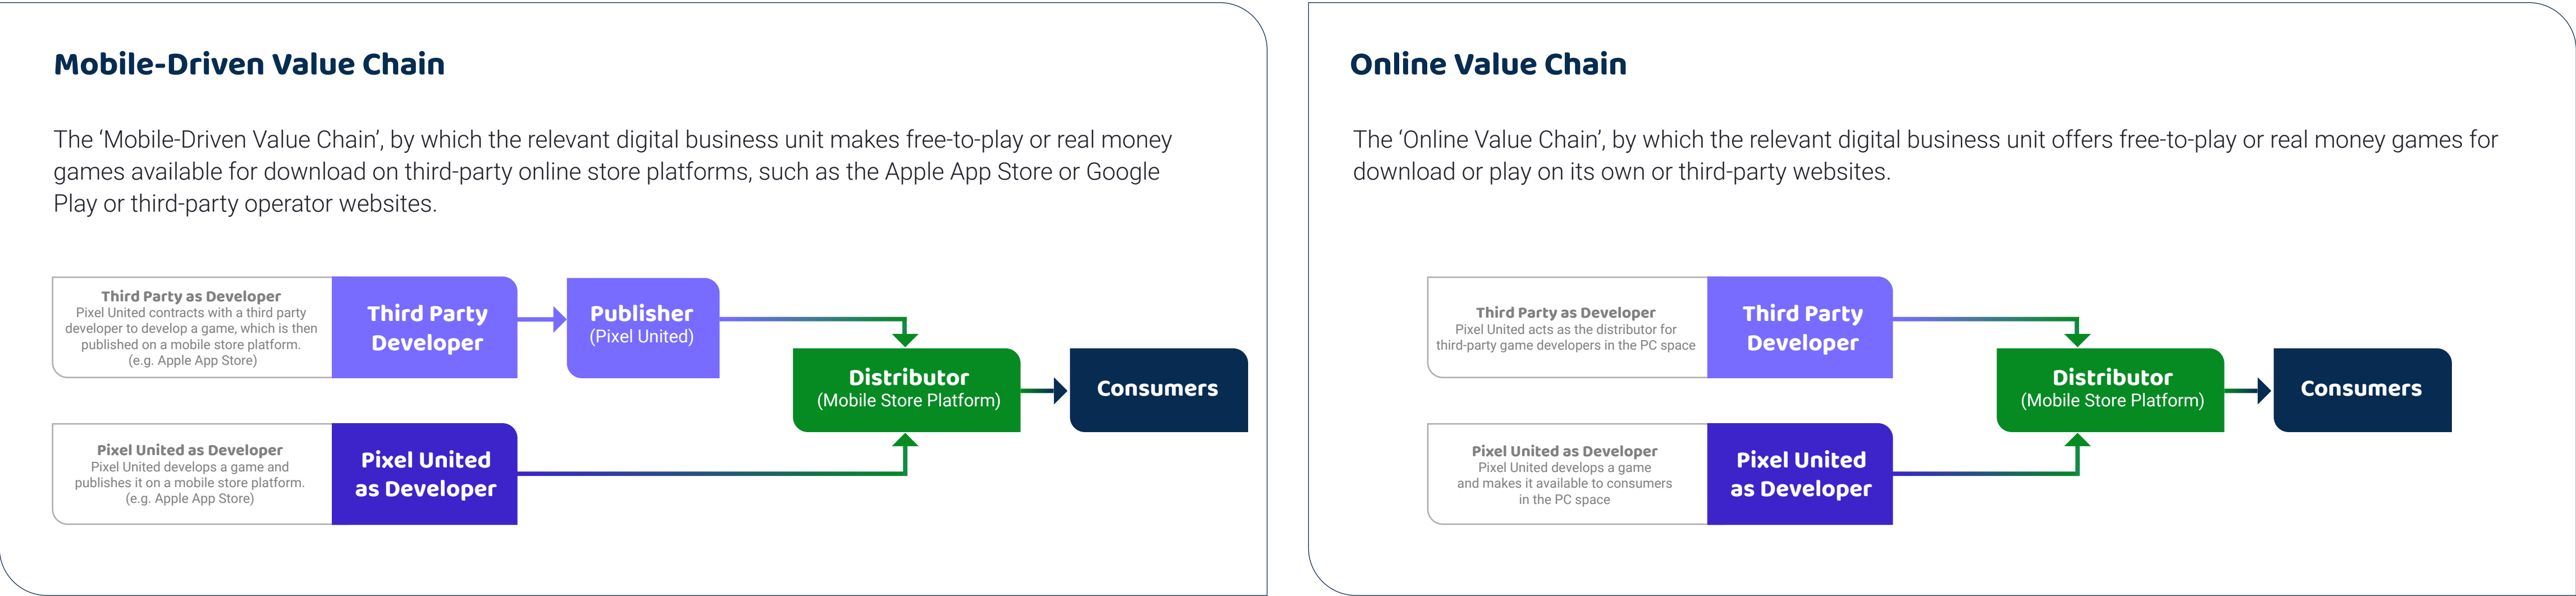 Mobile-Driven Value Chain
The ‘Mobile-Driven Value Chain’, by which the relevant digital business unit makes free-to-play or real money
games available for download on third-party online store platforms, such as the Apple App Store or Google
Play or third-party operator websites.
Third Party as Developer
Pixel United contracts with a third party
developer to develop a game, which is then
published on a mobile store platform.
(e.g. Apple App Store)
Third Party
Developer
Publisher
(Pixel United)
Distributor
(Mobile Store Platform)
Consumers
Pixel United as Developer
Pixel United develops a game and
publishes it on a mobile store platform.
(e.g. Apple App Store)
Pixel United
as Developer
Online Value Chain
The ‘Online Value Chain’, by which the relevant digital business unit offers free-to-play or real money games for
download or play on its own or third-party websites.
Third Party as Developer
Pixel United acts as the distributor for
third-party game developers in the PC space
Third Party
Developer
Distributor
(Mobile Store Platform)
Consumers
Pixel United as Developer
Pixel United develops a game
and makes it available to consumers
in the PC space
Pixel United
as Developer